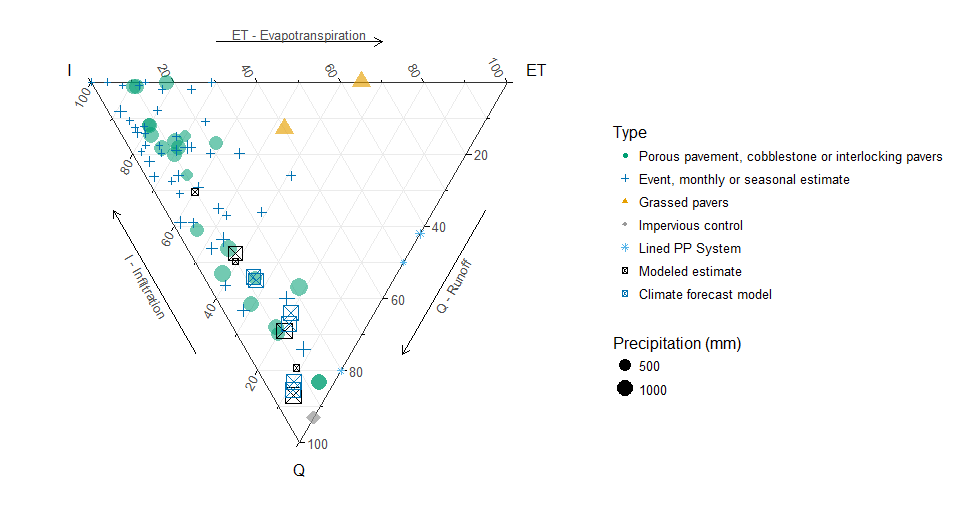 ET - Evapotranspiration
I
ET
20
40
60
80
100
100
80
60
40
20
20
40
60
80
100
I - Infiltration
Q - Runoff
Q
Type
Porous pavement, cobblestone or interlocking pavers
Event, monthly or seasonal estimate
Grassed pavers
Impervious control
Lined PP System
Modeled estimate
Climate forecast model
Precipitation (mm)
500
1000